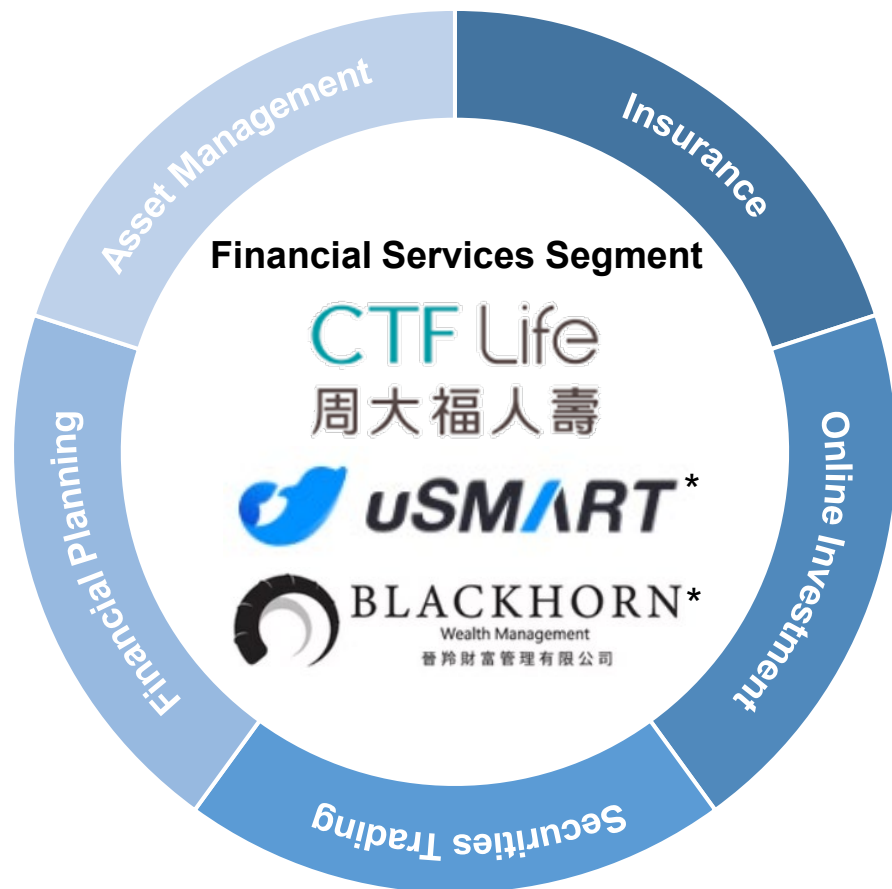 Asset Management
Insurance
Financial Services Segment
CTF Life
周大福人壽
uSMART*
BLACKHORN*
Wealth Management
晉羚財富管理有限公司
Financial Planning
Online Investment
Securities Trading